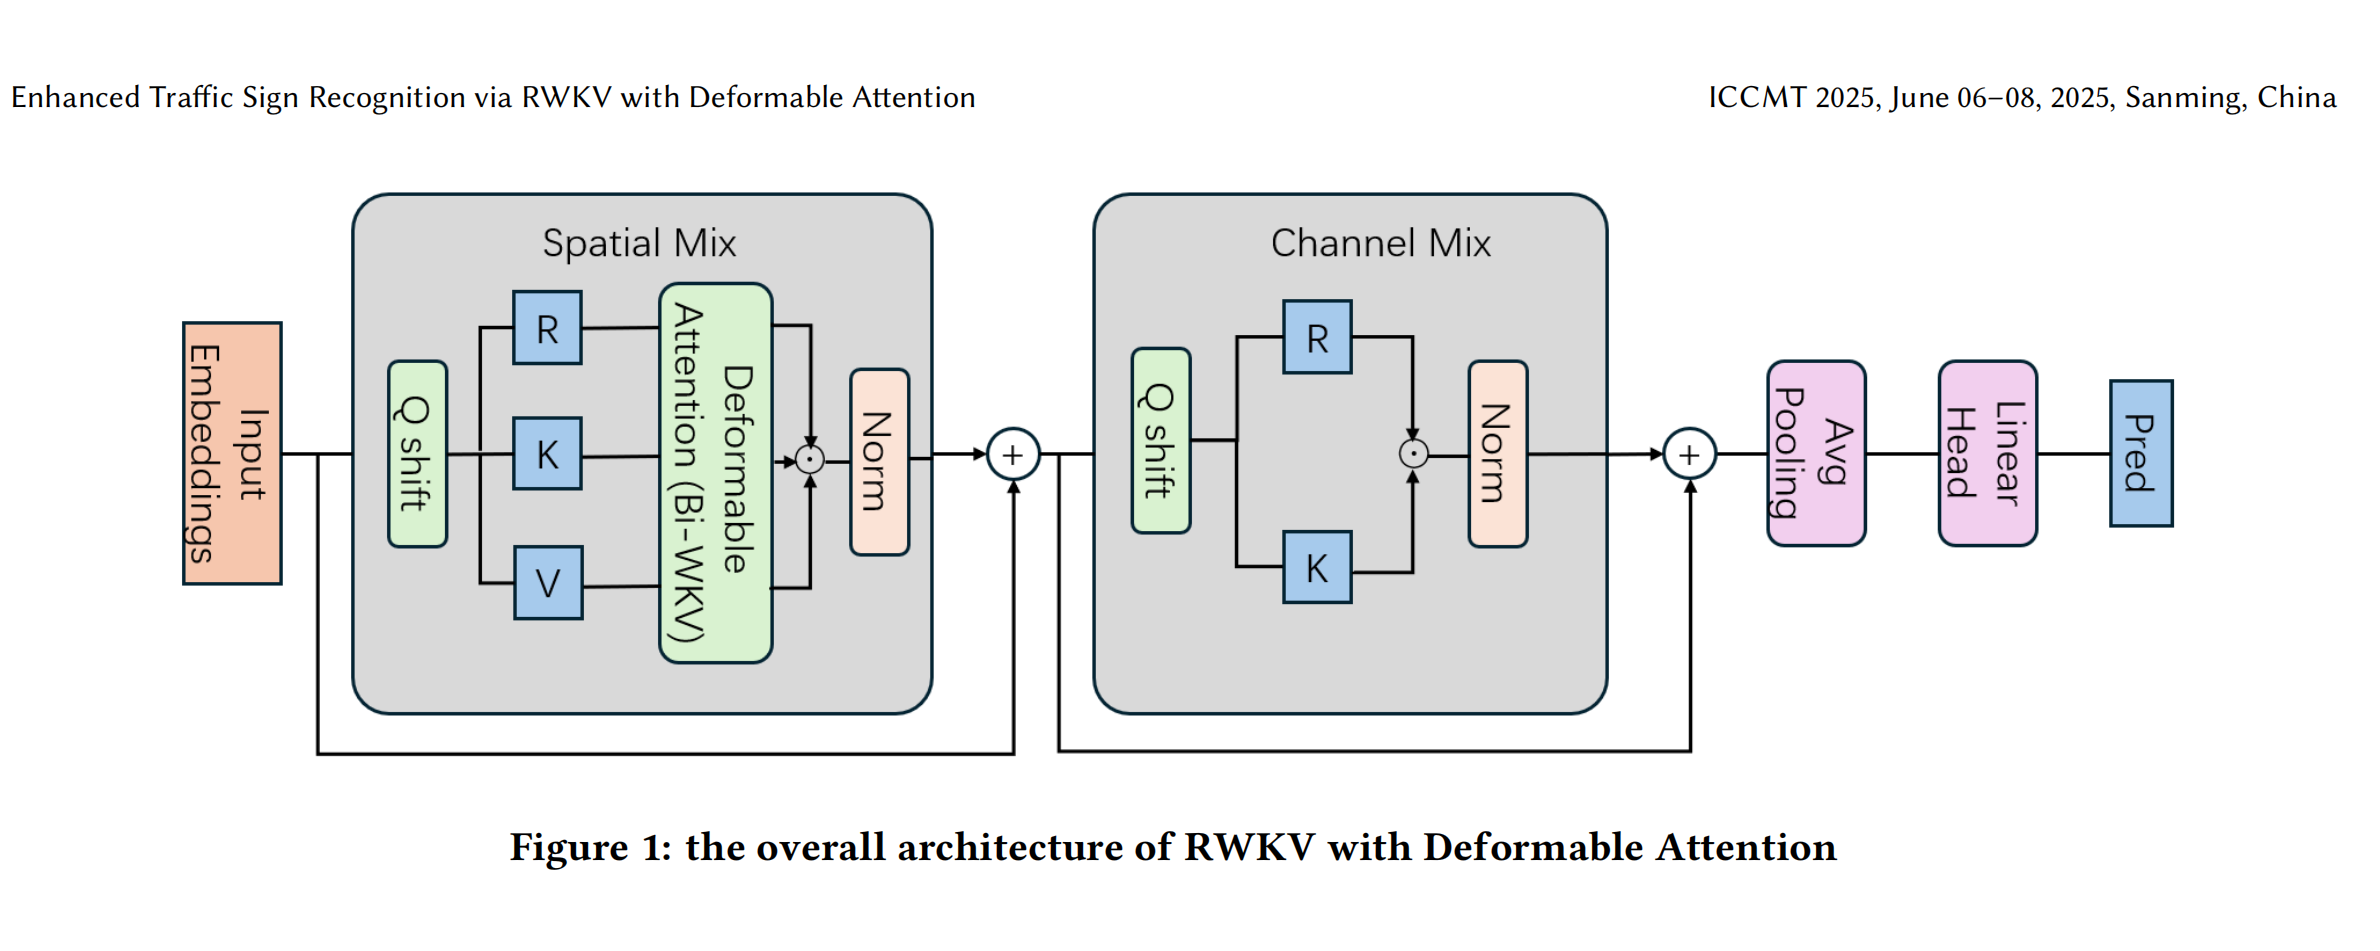 Enhanced Traffic Sign Recognition via RWKV with Deformable Attention
ICCMT 2025, June 06–08, 2025, Sanming, China
Input
Embeddings
Spatial Mix
Q shift
R
K
V
Deformable
Attention (Bi-WKV)
Norm
+
Channel Mix
Q shift
R
K
Norm
+
Avg
Pooling
Linear
Head
Pred
Figure 1: the overall architecture of RWKV with Deformable Attention